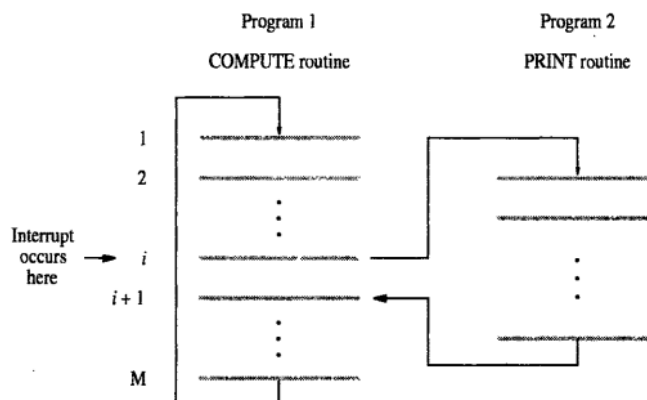 Program 1
Program 2
COMPUTE routine
PRINT routine
1
2
Interrupt
occurs
here
i
i + 1
M